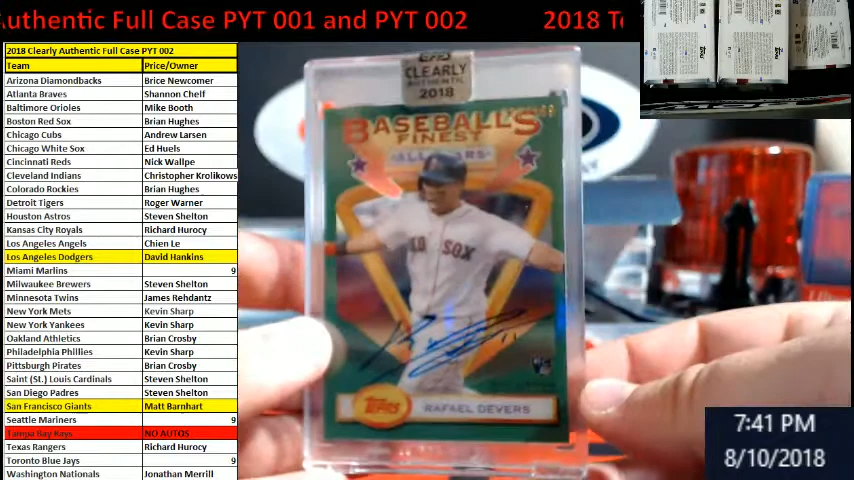 uthentic Full Case PYT 001 and PYT 002 2018 T
2018 Clearly Authentic Full Case PYT 002
Team Price/Owner
Arizona Diamondbacks Brice Newcomer
Atlanta Braves Shannon Chelf
Baltimore Orioles Mike Booth
Boston Red Sox Brian Hughes
Chicago Cubs Andrew Larsen
Chicago White Sox Ed Huels
Cincinnati Reds Nick Wallpe
Cleveland Indians Christopher Krolikows
Colorado Rockies Brian Hughes
Detroit Tigers Roger Warner
Houston Astros Steven Shelton
Kansas City Royals Richard Hurocy
Los Angeles Angels Chien Le
Los Angeles Dodgers David Hankins
Miami Marlins 9
Milwaukee Brewers Steven Shelton
Minnesota Twins James Rehdantz
New York Mets Kevin Sharp
New York Yankees Kevin Sharp
Oakland Athletics Brian Crosby
Philadelphia Phillies Kevin Sharp
Pittsburgh Pirates Brian Crosby
Saint (St.) Louis Cardinals Steven Shelton
San Diego Padres Steven Shelton
San Francisco Giants Matt Barnhart
Seattle Mariners 9
Tampa Bay Rays NO AUTOS
Texas Rangers Richard Hurocy
Toronto Blue Jays 9
Washington Nationals Jonathan Merrill
TOPPS
CLEARLY
AUTHENTIC
2018
BASEBALL'S
FINEST
ALL STARS
RED SOX
Topps
RAFAEL DEVERS
7:41 PM
8/10/2018